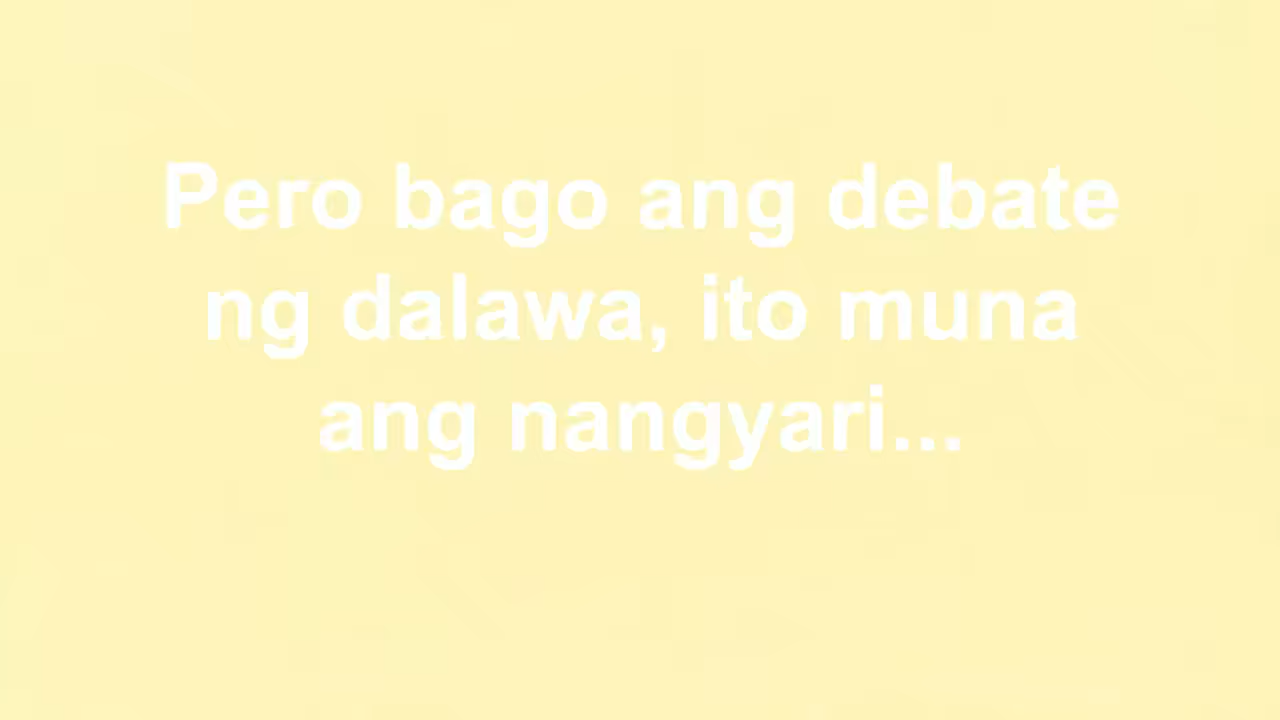 Pero bago ang debate
ng dalawa, ito muna
ang nangyari...